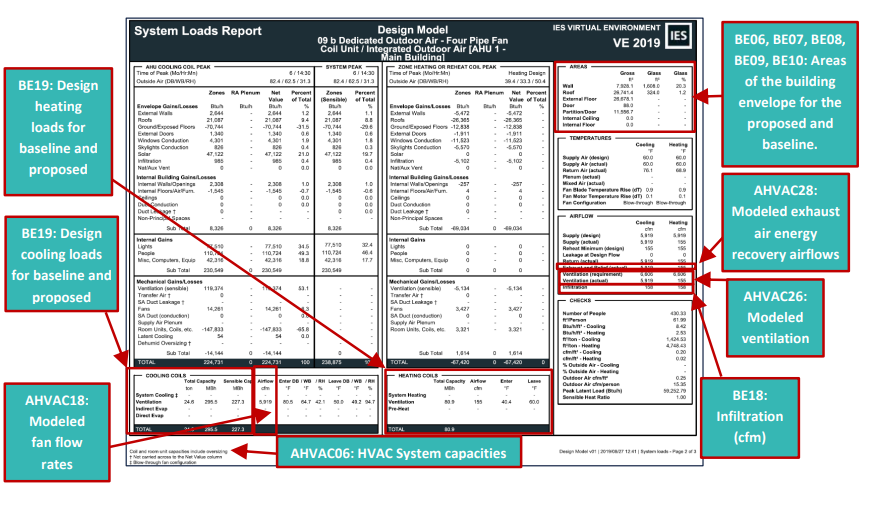 System Loads Report
Design Model
09 b Dedicated Outdoor Air - Four Pipe Fan
Coil Unit / Integrated Outdoor Air [AHU 1 -
Main Building]
IES VIRTUAL ENVIRONMENT
VE 2019
IES
BE19: Design
heating
loads for
baseline and
proposed
BE19: Design
cooling loads
for baseline and
proposed
AHVAC18:
Modeled
fan flow
rates
AHVAC06: HVAC System capacities
BE06, BE07, BE08,
BE09, BE10: Areas
of the building
envelope for the
proposed and
baseline.
AHVAC28:
Modeled exhaust
air energy
recovery airflows
AHVAC26:
Modeled
ventilation
BE18:
Infiltration
(cfm)
AHU COOLING COIL PEAK
SYSTEM PEAK
Time of Peak (Mo/Hr:Mn) 6 / 14:30 6 / 14:30
Outside Air (DB/WB/RH) 82.4 / 62.5 / 31.3 82.4 / 62.5 / 31.3
Zones RA Plenum Net Percent Zones Percent
Value of Total (Sensible) of Total
Envelope Gains/Losses Btu/h Btu/h Btu/h % Btu/h %
External Walls 2,644 - 2,644 1.2 2,644 1.1
Roofs 21,087 - 21,087 9.4 21,087 8.8
Ground/Exposed Floors -70,744 - -70,744 -31.5 -70,744 -29.6
External Doors 1,340 - 1,340 0.6 1,340 0.6
Windows Conduction 4,301 - 4,301 1.9 4,301 1.8
Skylights Conduction 826 - 826 0.4 826 0.3
Solar 47,122 - 47,122 21.0 47,122 19.7
Infiltration 985 - 985 0.4 985 0.4
Nat/Aux Vent 0 - 0 0.0 0 0.0
Internal Building Gains/Losses
Internal Walls/Openings 2,308 - 2,308 1.0 2,308 1.0
Internal Floors/Air/Furn. -1,545 - -1,545 -0.7 -1,545 -0.6
Ceilings 0 - 0 0.0 0 0.0
Duct Conduction 0 - 0 0.0 0 0.0
Duct Leakage † 0
Non-Principal Spaces
Sub Total 8,326 0 8,326
Internal Gains
Lights 77,510 - 77,510 34.5 77,510 32.4
People 110,724 - 110,724 49.3 110,724 46.4
Misc, Computers, Equip 42,316 - 42,316 18.8 42,318 17.7
Sub Total 230,549 0 230,549
Mechanical Gains/Losses
Ventilation (sensible) 119,374 - 119,374 53.1
Transfer Air ‡ 0
SA Duct Leakage †
Fans 14,261 - 14,261 6.3
SA Duct (conduction) 0 - 0 0.0
Supply Air Plenum
Room Units, Coils, etc. -147,833 - -147,833 -65.8
Latent Cooling 54 - 54 0.0
Dehumd Oversizing †
Sub Total -14,144 0 -14,144 0
TOTAL 224,731 0 224,731 100 238,875 100
ZONE HEATING OR REHEAT COIL PEAK
Time of Peak (Mo/Hr:Mn) Heating Design
Outside Air (DB/WB/RH) 39.4 / 33.3 / 50.4
Zones RA Plenum Net Percent
Value of Total
Envelope Gains/Losses Btu/h Btu/h Btu/h %
External Walls -5,472 - -5,472 -
Roofs -26,365 - -26,365 -
Ground/Exposed Floors -12,838 - -12,838 -
External Doors -1,911 - -1,911 -
Windows Conduction -10,811 - -10,811 -
Skylights Conduction -5,570 - -5,570 -
Solar 0 - 0 -
Infiltration -5,102 - -5,102 -
Nat/Aux Vent 0 - 0 -
Internal Building Gains/Losses
Internal Walls/Openings -257 - -257 -
Internal Floors/Air/Furn. 4 - 4 -
Sub Total -69,034 0 -69,034
Internal Gains
Lights 0 - 0 -
People 0 - 0 -
Misc, Computers, Equip 0 - 0 -
Sub Total 0 0 0
Mechanical Gains/Losses
Ventilation (sensible) -5,134 - -5,134 -
Transfer Air ‡ 0
SA Duct Leakage †
Fans 3,427 - 3,427 -
SA Duct (conduction) 0 - 0 -
Supply Air Plenum
Room Units, Coils, etc. 3,321 - 3,321 -
Sub Total 1,614 0 1,614
TOTAL -67,420 0 -67,420 0
AREAS
Gross Glass Glass
ft² ft² %
Wall 7,928.1 1,608.0 20.3
Roof 26,741.4 324.0 1.2
External Floor 26,678.1 -
Door 88.0 -
Partition/Door 11,556.7 -
Internal Ceiling 0.0 -
Internal Floor 0.0 -
TEMPERATURES
Cooling Heating
°F °F
Supply Air (design) 60.0 60.0
Supply Air (actual) 60.0 60.0
Return Air (actual) 76.1 68.9
Plenum (actual) - -
Mixed Air (actual) - -
Fan Blade Temperature Rise (dT) 0.9 0.9
Fan Motor Temperature Rise (dT) 0.1 0.1
Fan Configuration Blow-through Blow-through
AIRFLOW
Cooling Heating
cfm cfm
Supply (design) 5,919 5,919
Supply (actual) 5,919 155
Reheat Minimum (design) 155 155
Leakage at Design Flow 0 0
Return (actual) 5,919 155
Ventilation (requirement) 6,606 6,606
Ventilation (actual) 5,919 155
Infiltration 158 158
CHECKS
Number of People 430.33
ft²/Person 61.99
Btu/h/ft² - Cooling 8.42
Btu/h/ft² - Heating 2.53
ft²/ton - Cooling 1,424.53
ft²/ton - Heating 4,748.43
cfm/ft² - Cooling 0.20
cfm/ft² - Heating 0.02
% Outside Air - Cooling -
% Outside Air - Heating -
Outdoor Air cfm/ft² 0.25
Outdoor Air cfm/person 15.35
Peak Latent Load (Btu/h) 59,252.79
Sensible Heat Ratio 1.00
COOLING COILS
Total Capacity Sensible Cap. Airflow Enter DB / WB / RH Leave DB / WB / RH
ton MBh MBh cfm °F °F % °F °F %
System Cooling ‡
Ventilation 24.6 295.5 227.3 5,919 80.5 64.7 42.1 50.0 49.2 94.7
Indirect Evap
Direct Evap
TOTAL 295.5 227.3
HEATING COILS
Total Capacity Airflow Enter Leave
MBh cfm °F °F
System Heating - - - -
Ventilation 80.9 155 40.4 60.0
Pre-Heat - - - -
TOTAL 80.9
Coil and room unit capacities include oversizing
† Not carried across to the Net Value column
‡ Blow-through fan configuration
Design Model v01 | 2019/08/27 12:41 | System loads - Page 2 of 3